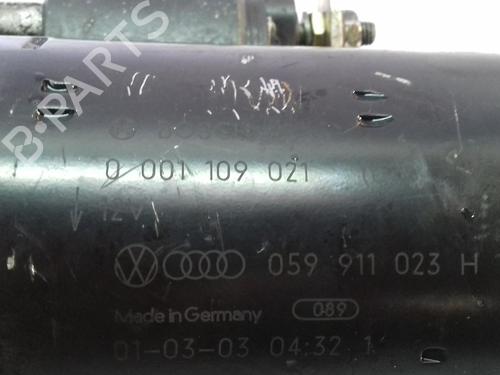 B-PARTS
BOSCH
0 001 109 021
12V
059 911 023 H
Made in Germany 089
01-03-03 04:32 1